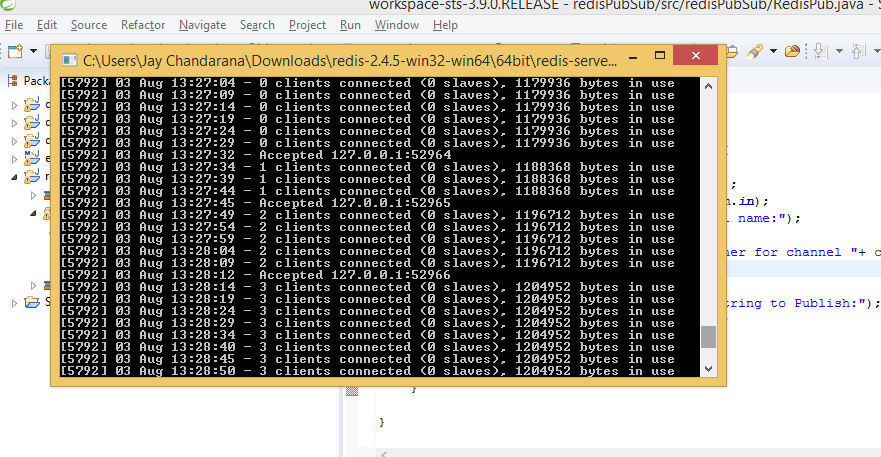 workspace-sts-3.9.0.RELEASE - redisPubSub/src/redisPubSub/RedisPub.java - S
File Edit Source Refactor Navigate Search Project Run Window Help
C:\Users\Jay Chandarana\Downloads\redis-2.4.5-win32-win64\64bit\redis-serve...
Packa
[5792] 03 Aug 13:27:04 - 0 clients connected (0 slaves), 1179936 bytes in use
[5792] 03 Aug 13:27:09 - 0 clients connected (0 slaves), 1179936 bytes in use
[5792] 03 Aug 13:27:14 - 0 clients connected (0 slaves), 1179936 bytes in use
[5792] 03 Aug 13:27:19 - 0 clients connected (0 slaves), 1179936 bytes in use
[5792] 03 Aug 13:27:24 - 0 clients connected (0 slaves), 1179936 bytes in use
[5792] 03 Aug 13:27:29 - 0 clients connected (0 slaves), 1179936 bytes in use
[5792] 03 Aug 13:27:32 - Accepted 127.0.0.1:52964
[5792] 03 Aug 13:27:34 - 1 clients connected (0 slaves), 1188368 bytes in use
[5792] 03 Aug 13:27:39 - 1 clients connected (0 slaves), 1188368 bytes in use
[5792] 03 Aug 13:27:44 - 1 clients connected (0 slaves), 1188368 bytes in use
[5792] 03 Aug 13:27:45 - Accepted 127.0.0.1:52965
[5792] 03 Aug 13:27:49 - 2 clients connected (0 slaves), 1196712 bytes in use
[5792] 03 Aug 13:27:54 - 2 clients connected (0 slaves), 1196712 bytes in use
[5792] 03 Aug 13:27:59 - 2 clients connected (0 slaves), 1196712 bytes in use
[5792] 03 Aug 13:28:04 - 2 clients connected (0 slaves), 1196712 bytes in use
[5792] 03 Aug 13:28:09 - 2 clients connected (0 slaves), 1196712 bytes in use
[5792] 03 Aug 13:28:12 - Accepted 127.0.0.1:52966
[5792] 03 Aug 13:28:14 - 3 clients connected (0 slaves), 1204952 bytes in use
[5792] 03 Aug 13:28:19 - 3 clients connected (0 slaves), 1204952 bytes in use
[5792] 03 Aug 13:28:24 - 3 clients connected (0 slaves), 1204952 bytes in use
[5792] 03 Aug 13:28:29 - 3 clients connected (0 slaves), 1204952 bytes in use
[5792] 03 Aug 13:28:34 - 3 clients connected (0 slaves), 1204952 bytes in use
[5792] 03 Aug 13:28:40 - 3 clients connected (0 slaves), 1204952 bytes in use
[5792] 03 Aug 13:28:45 - 3 clients connected (0 slaves), 1204952 bytes in use
[5792] 03 Aug 13:28:50 - 3 clients connected (0 slaves), 1204952 bytes in use
;
.in);
name:");
her for channel "+ c
tring to Publish:");
}
}